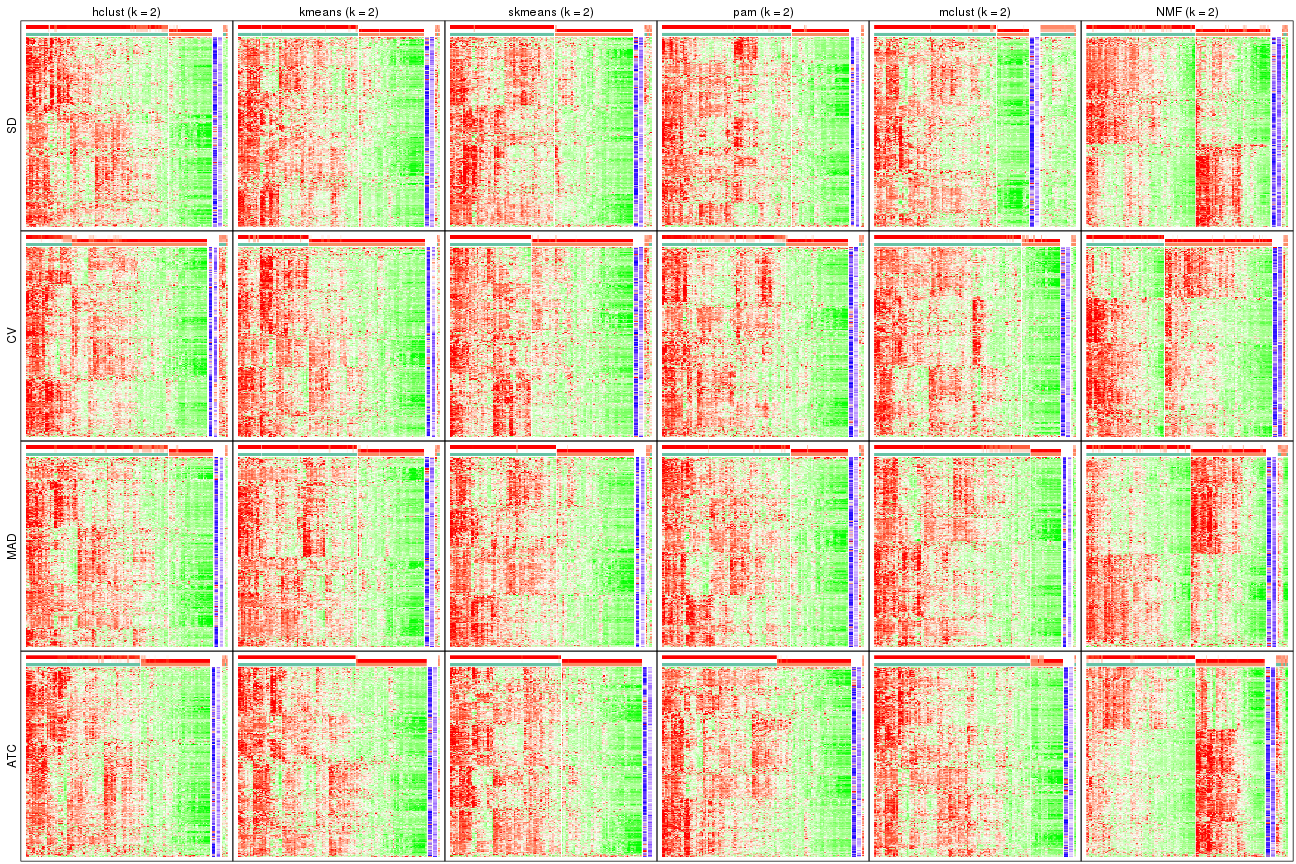 hclust (k = 2) kmeans (k = 2) skmeans (k = 2) pam (k = 2) mclust (k = 2) NMF (k = 2)
SD
CV
MAD
ATC